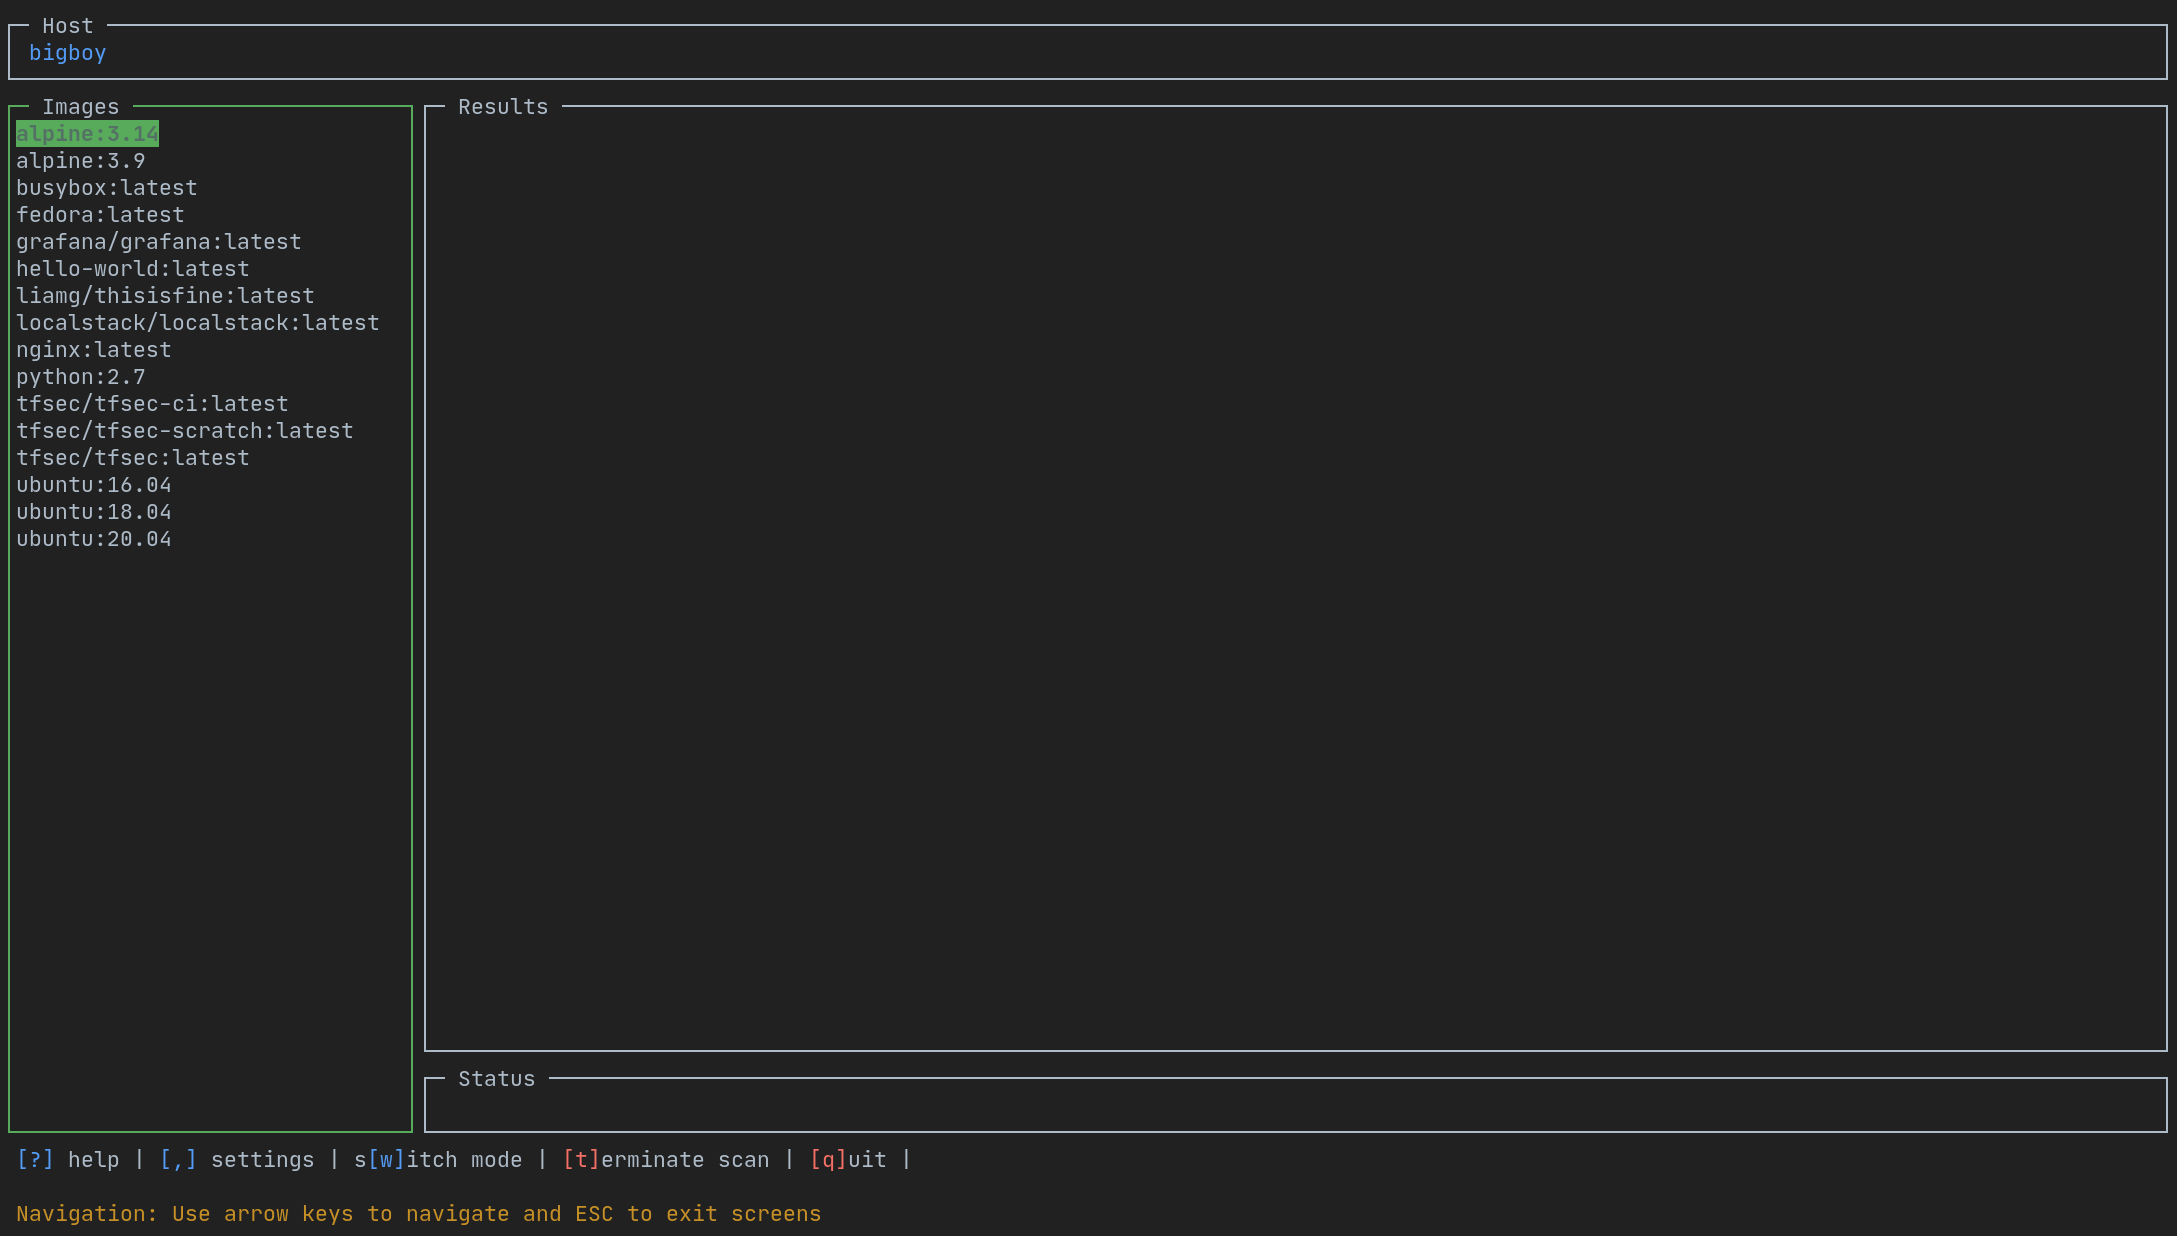 Host
bigboy
Images
alpine:3.14
alpine:3.9
busybox:latest
fedora:latest
grafana/grafana:latest
hello-world:latest
liamg/thisisfine:latest
localstack/localstack:latest
nginx:latest
python:2.7
tfsec/tfsec-ci:latest
tfsec/tfsec-scratch:latest
tfsec/tfsec:latest
ubuntu:16.04
ubuntu:18.04
ubuntu:20.04
Results
Status
[?] help | [,] settings | s[w]itch mode | [t]erminate scan | [q]uit |
Navigation: Use arrow keys to navigate and ESC to exit screens